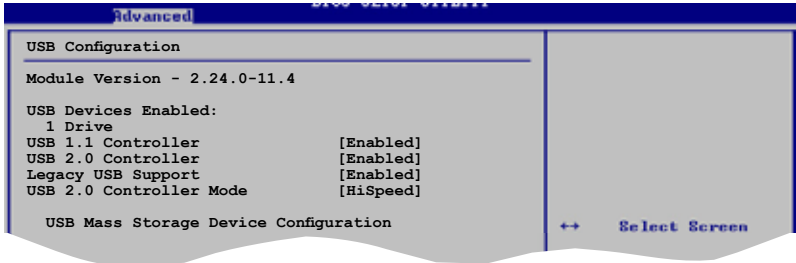 Advanced
USB Configuration
Module Version - 2.24.0-11.4
USB Devices Enabled:
1 Drive
USB 1.1 Controller [Enabled]
USB 2.0 Controller [Enabled]
Legacy USB Support [Enabled]
USB 2.0 Controller Mode [HiSpeed]
USB Mass Storage Device Configuration
↔ Select Screen